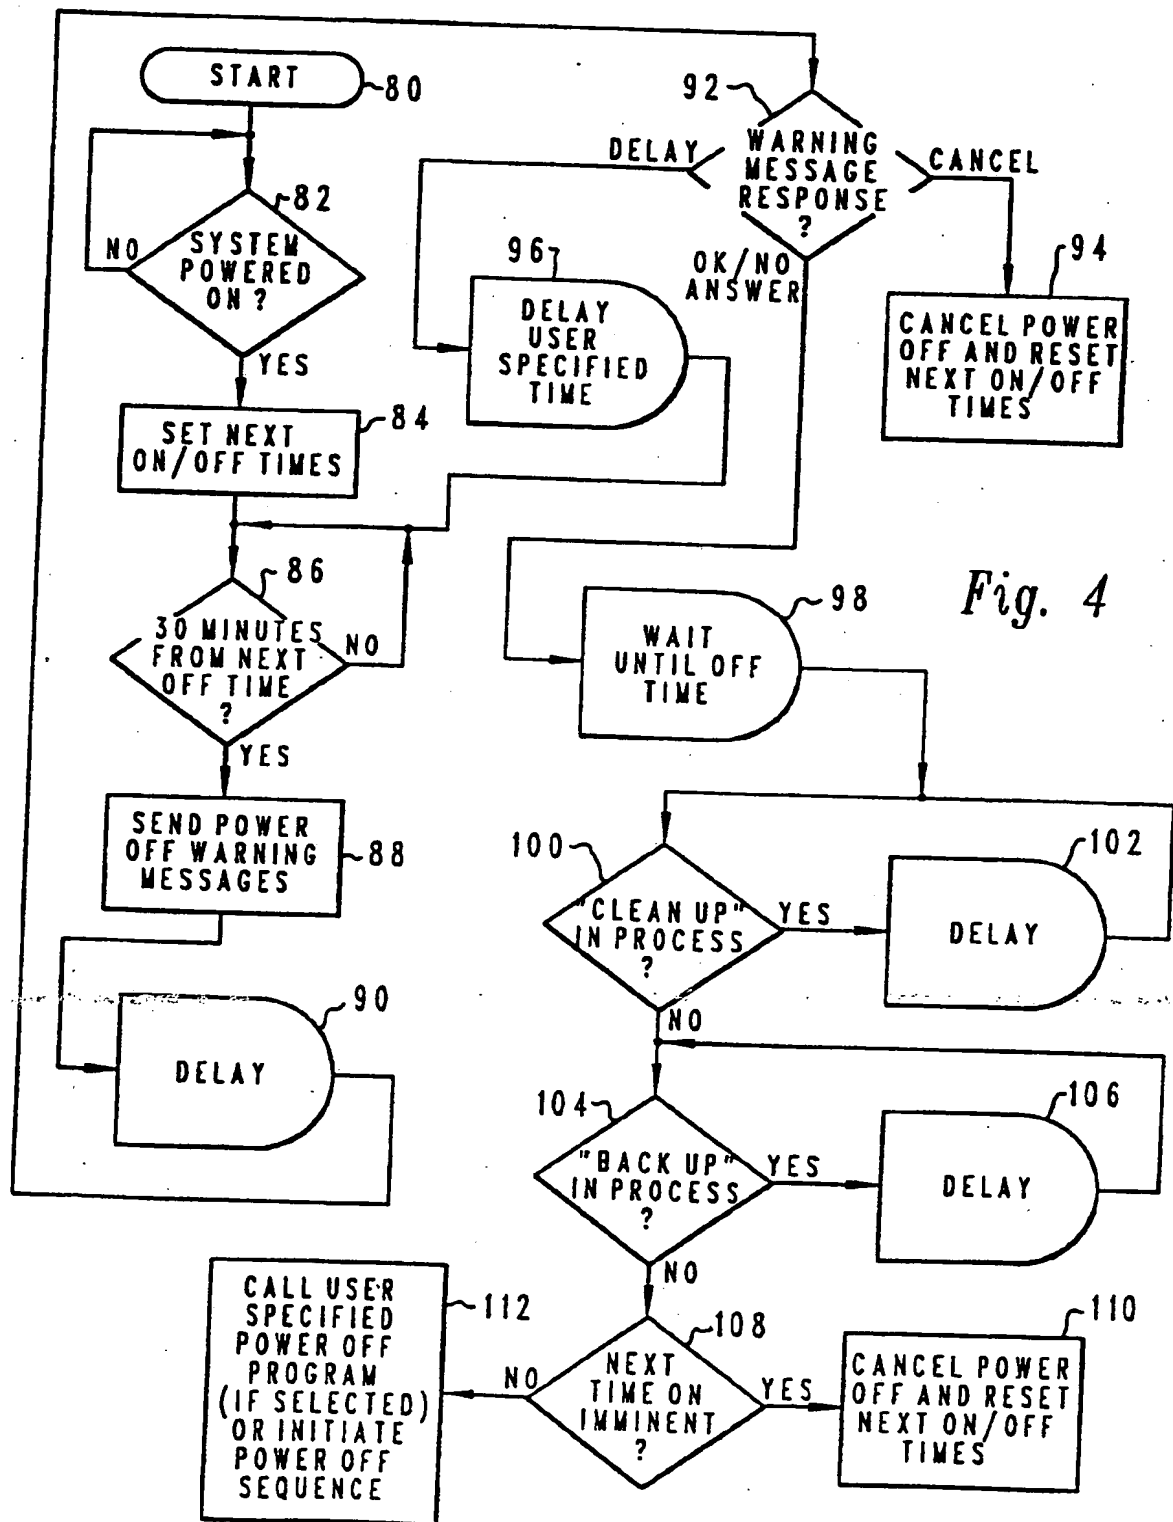 START
80
82
NO
SYSTEM
POWERED
ON ?
YES
84
SET NEXT
ON/OFF TIMES
86
30 MINUTES
FROM NEXT
OFF TIME
?
NO
YES
SEND POWER
OFF WARNING
MESSAGES
88
90
DELAY
92
WARNING
MESSAGE
RESPONSE
?
DELAY
CANCEL
OK/NO
ANSWER
94
CANCEL POWER
OFF AND RESET
NEXT ON/OFF
TIMES
96
DELAY
USER
SPECIFIED
TIME
Fig. 4
98
WAIT
UNTIL OFF
TIME
100
"CLEAN UP"
IN PROCESS
?
YES
NO
102
DELAY
104
"BACK UP"
IN PROCESS
?
YES
NO
106
DELAY
108
NEXT
TIME ON
IMMINENT
?
NO
YES
110
CANCEL POWER
OFF AND RESET
NEXT ON/OFF
TIMES
112
CALL USER
SPECIFIED
POWER OFF
PROGRAM
(IF SELECTED)
OR INITIATE
POWER OFF
SEQUENCE